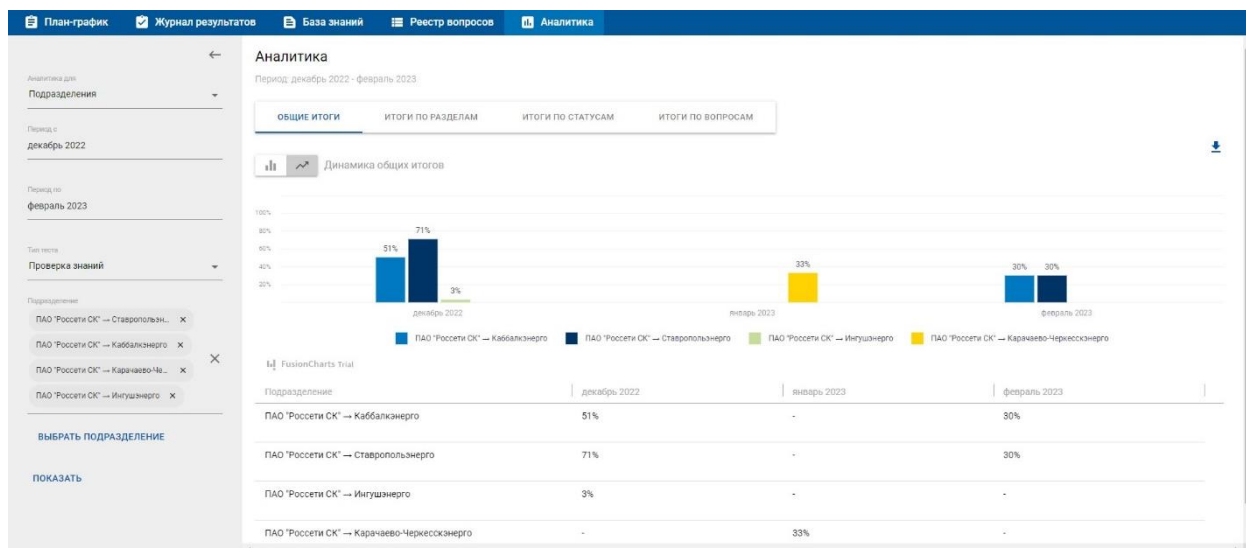 План-график Журнал результатов База знаний Реестр вопросов Аналитика
Аналитика для
Подразделения
Период с
декабрь 2022
Период по
февраль 2023
Тип теста
Проверка знаний
Подразделение
ПАО "Россети СК" → Ставропольэн... ×
ПАО "Россети СК" → Каббалкэнерго ×
ПАО "Россети СК" → Карачаево-Че... ×
ПАО "Россети СК" → Ингушэнерго ×
ВЫБРАТЬ ПОДРАЗДЕЛЕНИЕ
ПОКАЗАТЬ
Аналитика
Период: декабрь 2022 - февраль 2023
ОБЩИЕ ИТОГИ ИТОГИ ПО РАЗДЕЛАМ ИТОГИ ПО СТАТУСАМ ИТОГИ ПО ВОПРОСАМ
Динамика общих итогов
100%
80%
60%
40%
20%
51% 71% 3% 33% 30% 30%
декабрь 2022 январь 2023 февраль 2023
ПАО "Россети СК" → Каббалкэнерго ПАО "Россети СК" → Ставропольэнерго ПАО "Россети СК" → Ингушэнерго ПАО "Россети СК" → Карачаево-Черкесскэнерго
FusionCharts Trial
Подразделение декабрь 2022 январь 2023 февраль 2023
ПАО "Россети СК" → Каббалкэнерго 51% - 30%
ПАО "Россети СК" → Ставропольэнерго 71% - 30%
ПАО "Россети СК" → Ингушэнерго 3% - -
ПАО "Россети СК" → Карачаево-Черкесскэнерго - 33% -